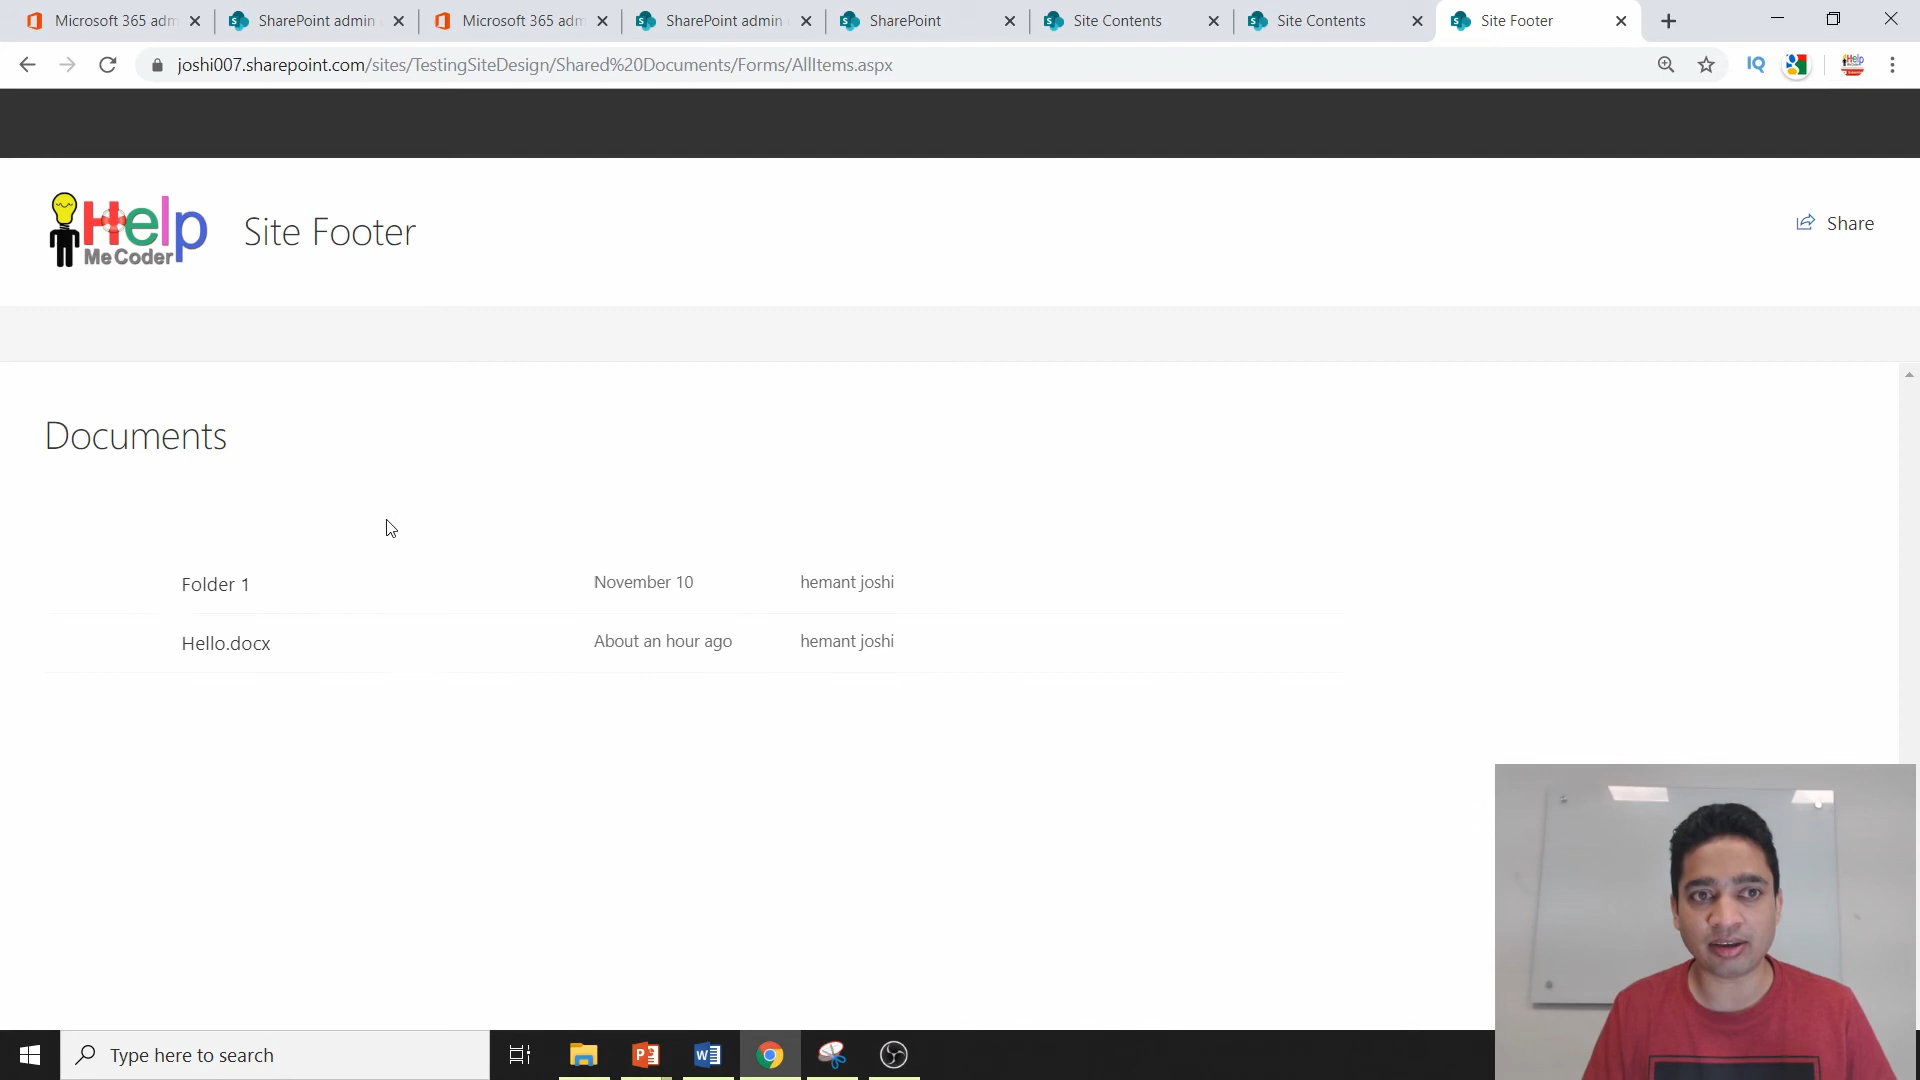 Microsoft 365 adm
SharePoint admin
Microsoft 365 adm
SharePoint admin
SharePoint
Site Contents
Site Contents
Site Footer
joshi007.sharepoint.com/sites/TestingSiteDesign/Shared%20Documents/Forms/AllItems.aspx
IQ
Help
Help
MeCoder
Site Footer
Share
Documents
Folder 1
November 10
hemant joshi
Hello.docx
About an hour ago
hemant joshi
Type here to search